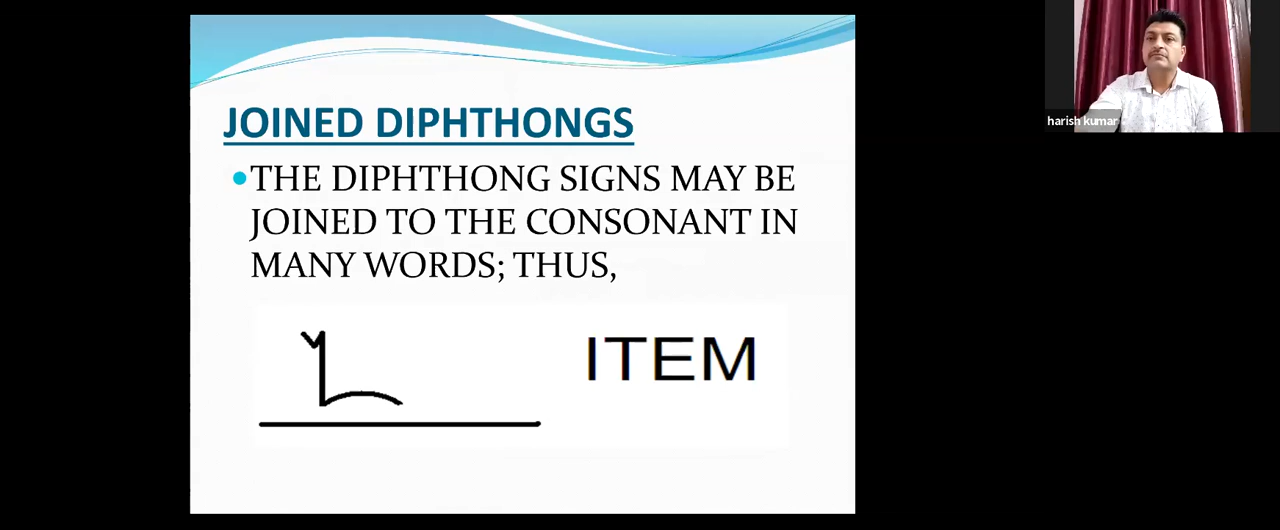 JOINED DIPHTHONGS
•THE DIPHTHONG SIGNS MAY BE
JOINED TO THE CONSONANT IN
MANY WORDS; THUS,
ITEM
harish kumar